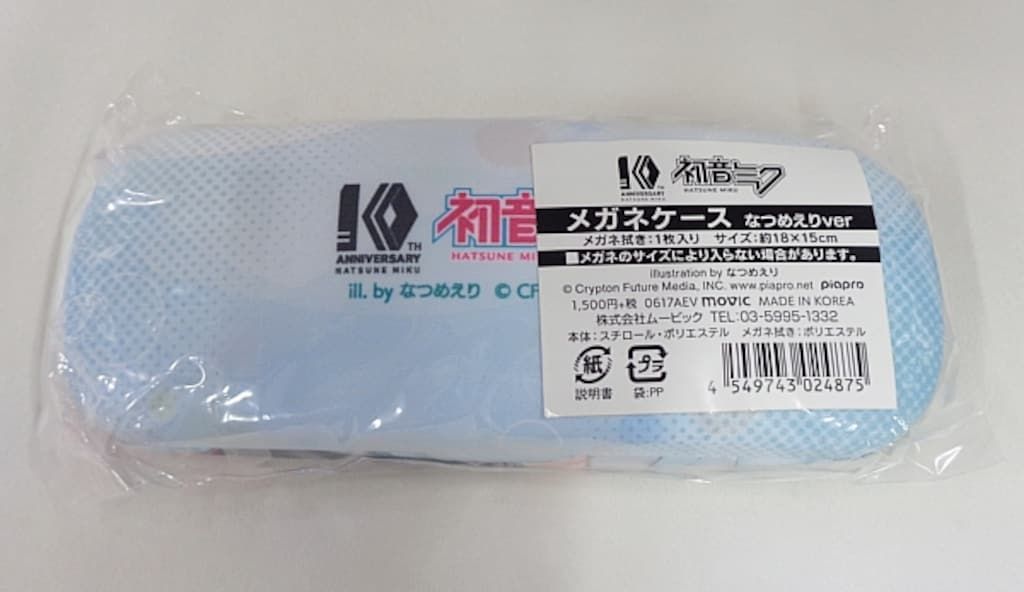 10TH
ANNIVERSARY
HATSUNE MIKU
初音
HATSUNE MI
ill. by なつめえり © CF
10TH
ANNIVERSARY
HATSUNE MIKU
初音ミク
HATSUNE MIKU
メガネケース なつめえりver
メガネ拭き:1枚入り サイズ:約18×15cm
■メガネのサイズにより入らない場合があります。
illustration by なつめえり
© Crypton Future Media, INC. www.piapro.net piapro
1,500円+税 0617AEV movic MADE IN KOREA
株式会社ムービック TEL:03-5995-1332
本体:スチロール・ポリエステル メガネ拭き:ポリエステル
紙
説明書
プラ
袋:PP
4 549743 024875